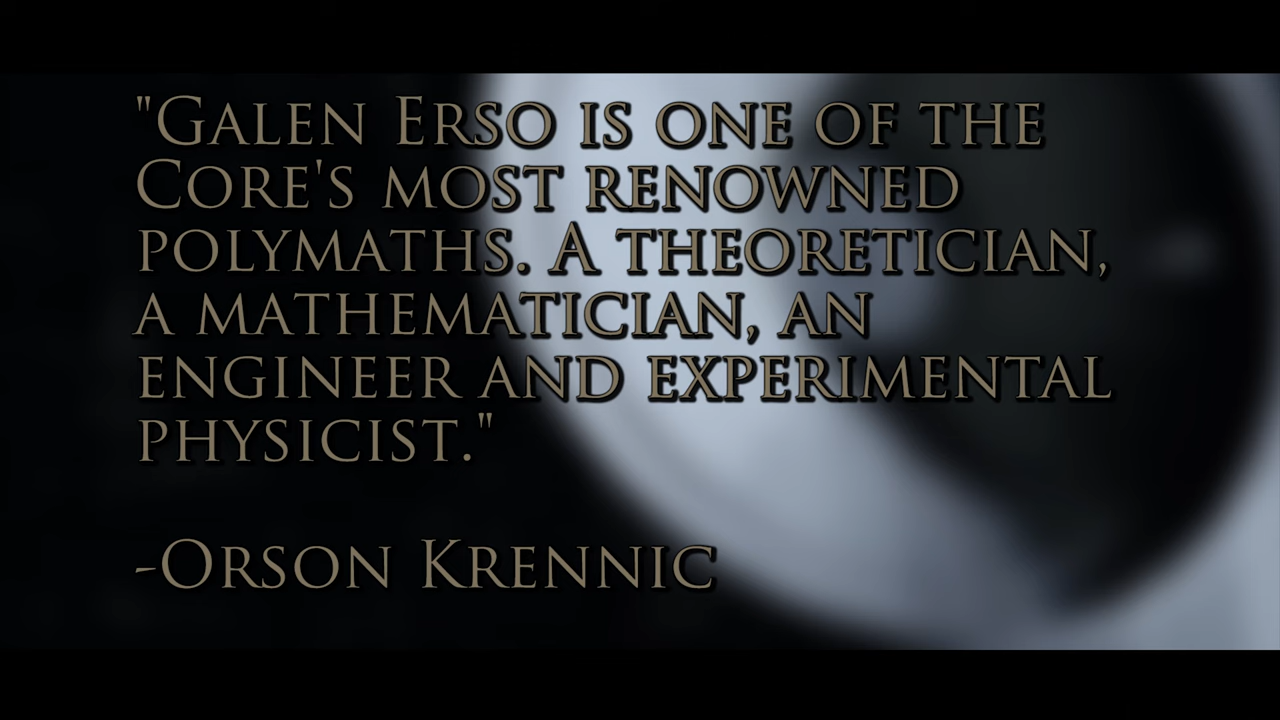 "Galen Erso is one of the
Core's most renowned
polymaths. A theoretician,
a mathematician, an
engineer and experimental
physicist."
-Orson Krennic